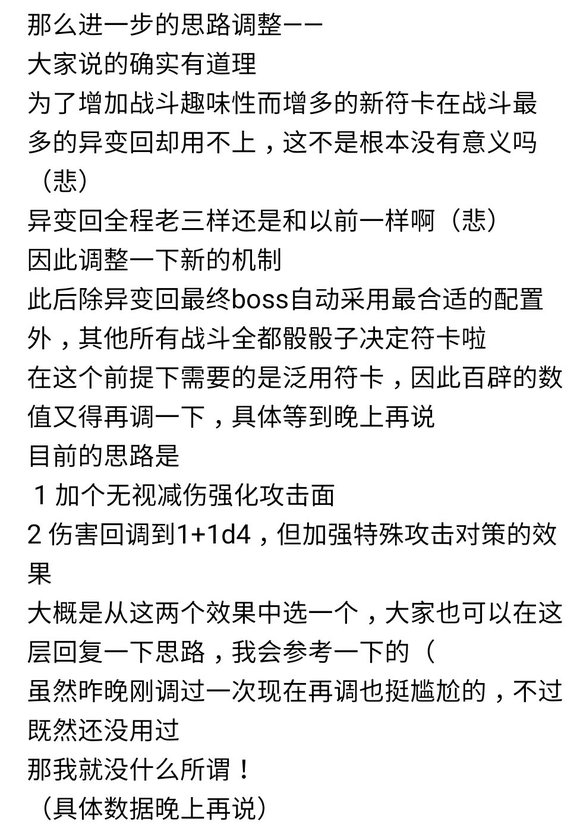 那么进一步的思路调整——
大家说的确实有道理
为了增加战斗趣味性而增多的新符卡在战斗最
多的异变回却用不上，这不是根本没有意义吗
（悲）
异变回全程老三样还是和以前一样啊（悲）
因此调整一下新的机制
此后除异变回最终boss自动采用最合适的配置
外，其他所有战斗全都骰骰子决定符卡啦
在这个前提下需要的是泛用符卡，因此百辟的数
值又得再调一下，具体等到晚上再说
目前的思路是
1 加个无视减伤强化攻击面
2 伤害回调到1+1d4，但加强特殊攻击对策的效
果
大概是从这两个效果中选一个，大家也可以在这
层回复一下思路，我会参考一下的（
虽然昨晚刚调过一次现在再调也挺尴尬的，不过
既然还没用过
那我就没什么所谓！
（具体数据晚上再说）